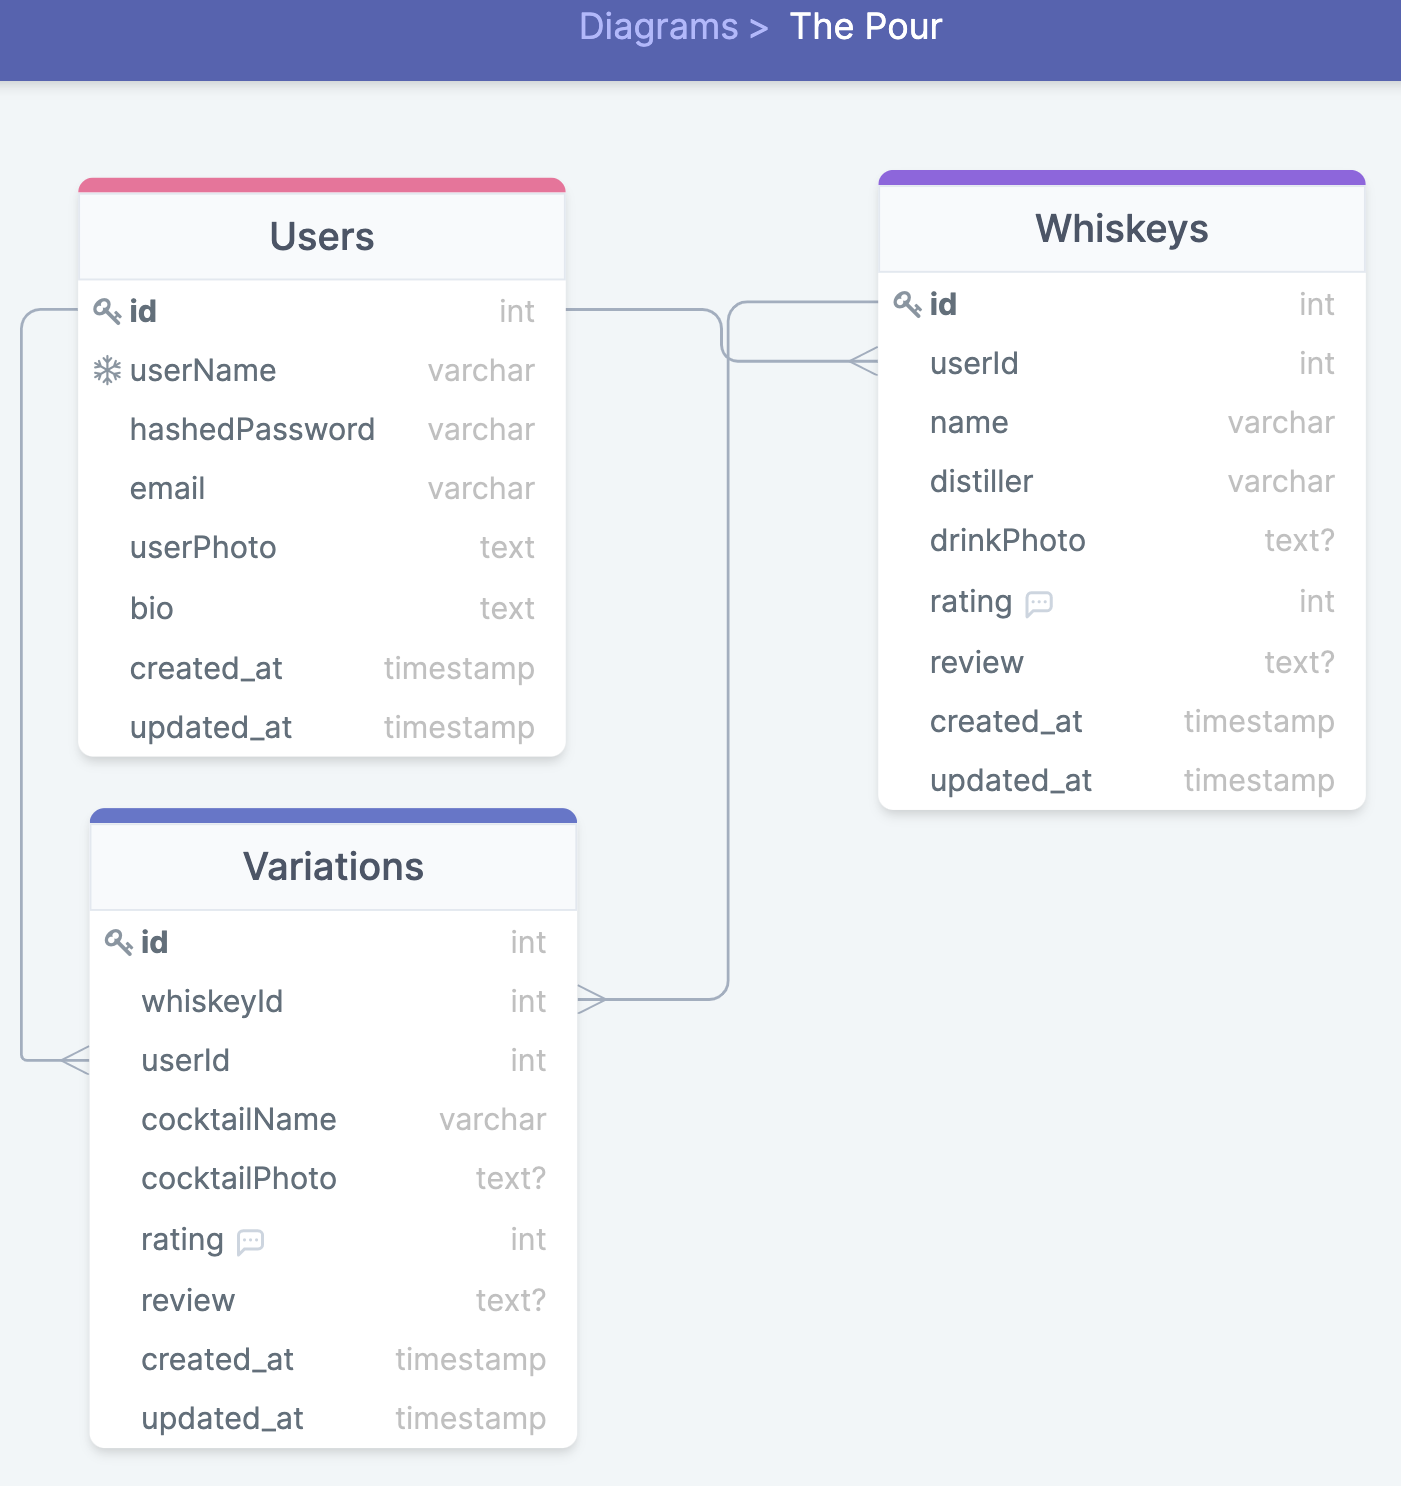 Diagrams > The Pour
Users
id int
userName varchar
hashedPassword varchar
email varchar
userPhoto text
bio text
created_at timestamp
updated_at timestamp
Whiskeys
id int
userId int
name varchar
distiller varchar
drinkPhoto text?
rating int
review text?
created_at timestamp
updated_at timestamp
Variations
id int
whiskeyId int
userId int
cocktailName varchar
cocktailPhoto text?
rating int
review text?
created_at timestamp
updated_at timestamp